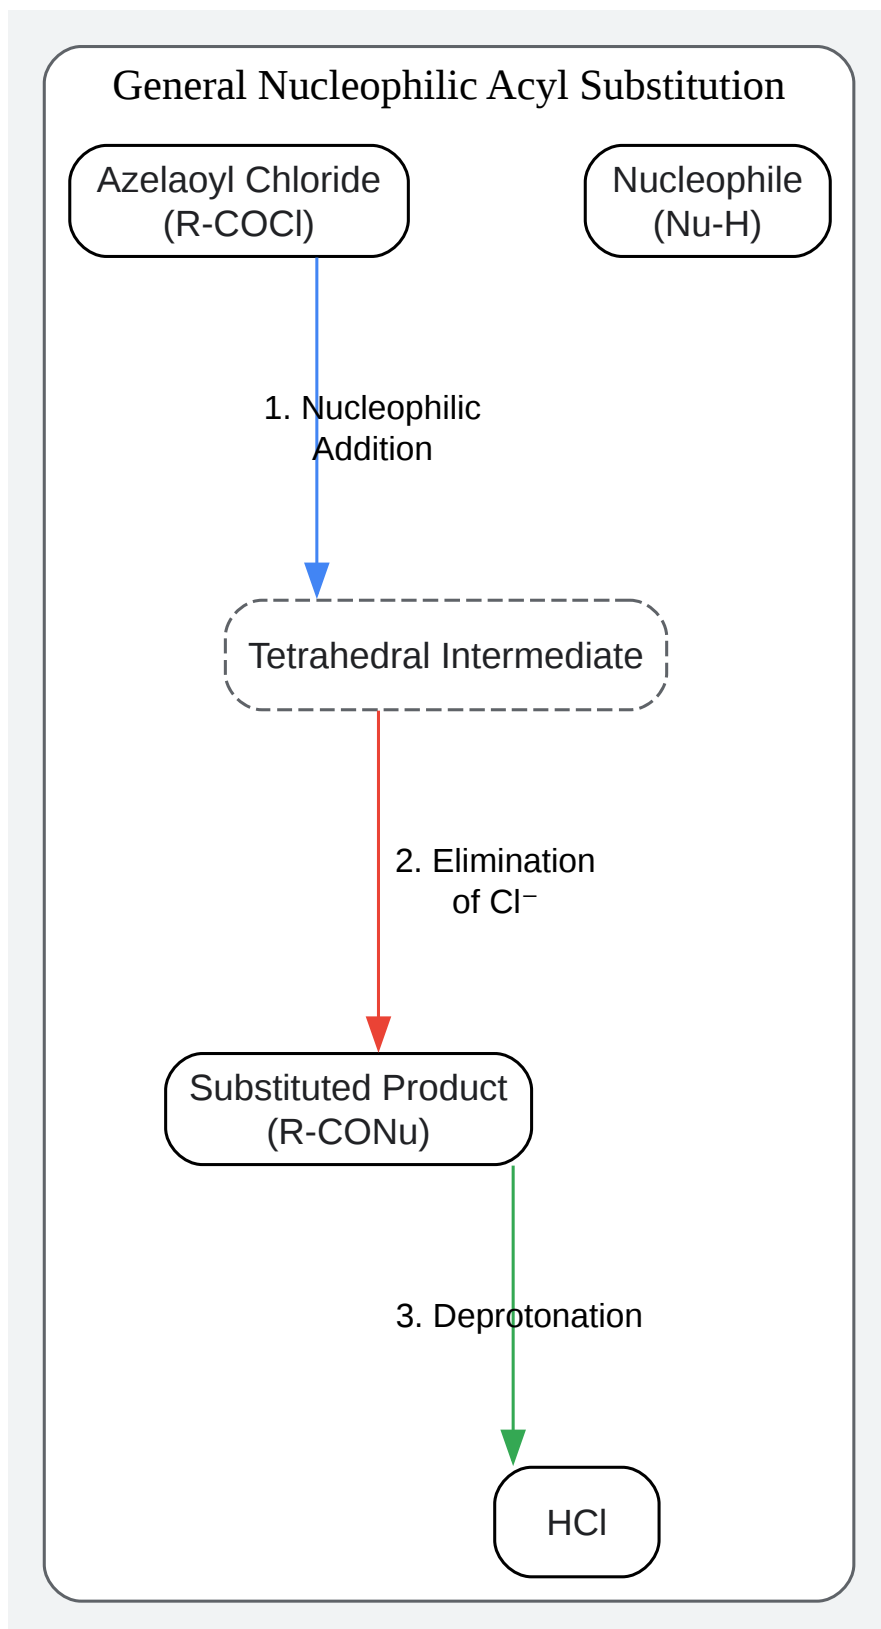 General Nucleophilic Acyl Substitution
Azelaoyl Chloride
(R-COCl)
Nucleophile
(Nu-H)
1. Nucleophilic
Addition
Tetrahedral Intermediate
2. Elimination
of Cl⁻
Substituted Product
(R-CONu)
3. Deprotonation
HCl